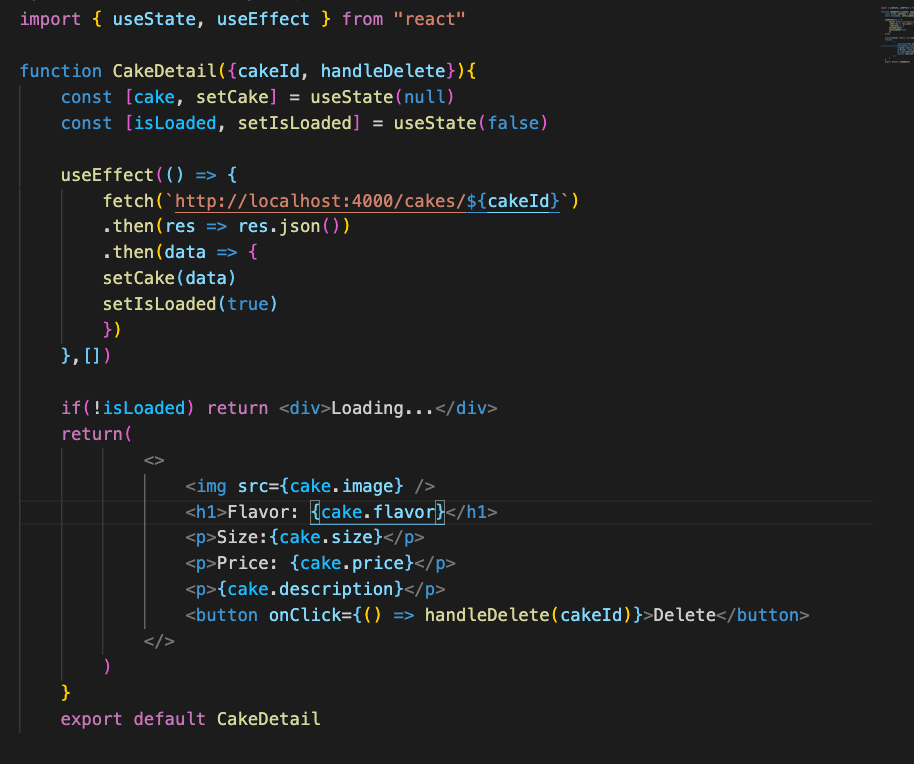 import { useState, useEffect } from "react"
function CakeDetail({cakeId, handleDelete}){
const [cake, setCake] = useState(null)
const [isLoaded, setIsLoaded] = useState(false)
useEffect(() => {
fetch(`http://localhost:4000/cakes/${cakeId}`)
.then(res => res.json())
.then(data => {
setCake(data)
setIsLoaded(true)
})
},[])
if(!isLoaded) return <div>Loading...</div>
return(
<>
<img src={cake.image} />
<h1>Flavor: {cake.flavor}</h1>
<p>Size:{cake.size}</p>
<p>Price: {cake.price}</p>
<p>{cake.description}</p>
<button onClick={() => handleDelete(cakeId)}>Delete</button>
</>
)
}
export default CakeDetail